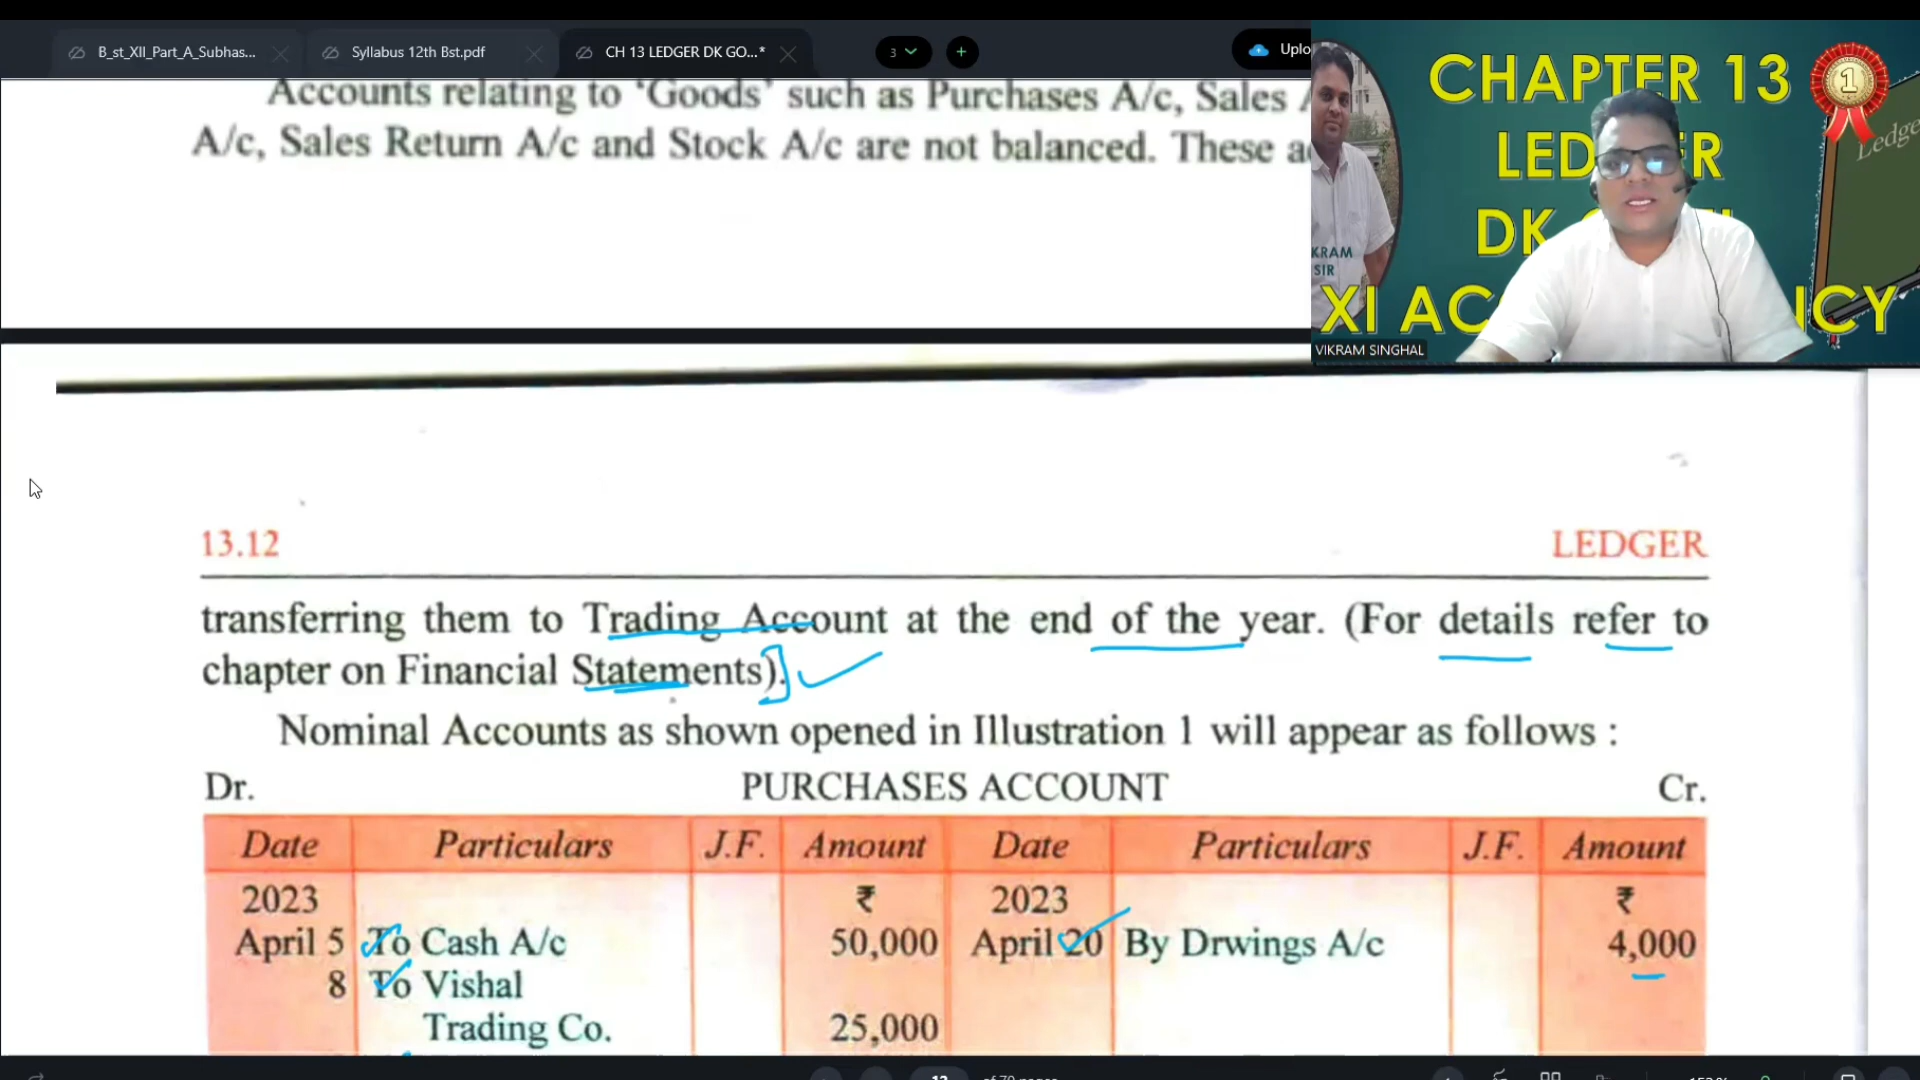 B_st_XII_Part_A_Subhas...
Syllabus 12th Bst.pdf
CH 13 LEDGER DK GO...*
3
+
Uplo
Accounts relating to 'Goods' such as Purchases A/c, Sales
A/c, Sales Return A/c and Stock A/c are not balanced. These
CHAPTER 13
1
Ledge
DK
KRAM
SIR
XI
VIKRAM SINGHAL
13.12
LEDGER
transferring them to Trading Account at the end of the year. (For details refer to
chapter on Financial Statements).
Nominal Accounts as shown opened in Illustration 1 will appear as follows :
Dr. PURCHASES ACCOUNT Cr.
Date Particulars J.F. Amount Date Particulars J.F. Amount
2023 ₹ 2023 ₹
April 5 To Cash A/c 50,000 April 20 By Drwings A/c 4,000
8 To Vishal
Trading Co. 25,000